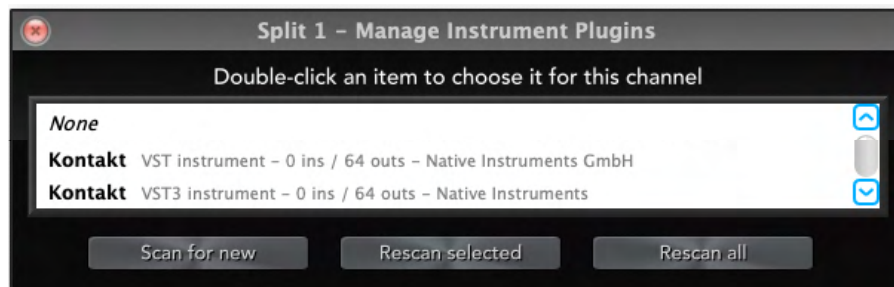 Split 1 – Manage Instrument Plugins
Double-click an item to choose it for this channel
None
Kontakt VST instrument – 0 ins / 64 outs – Native Instruments GmbH
Kontakt VST3 instrument – 0 ins / 64 outs – Native Instruments
Scan for new Rescan selected Rescan all